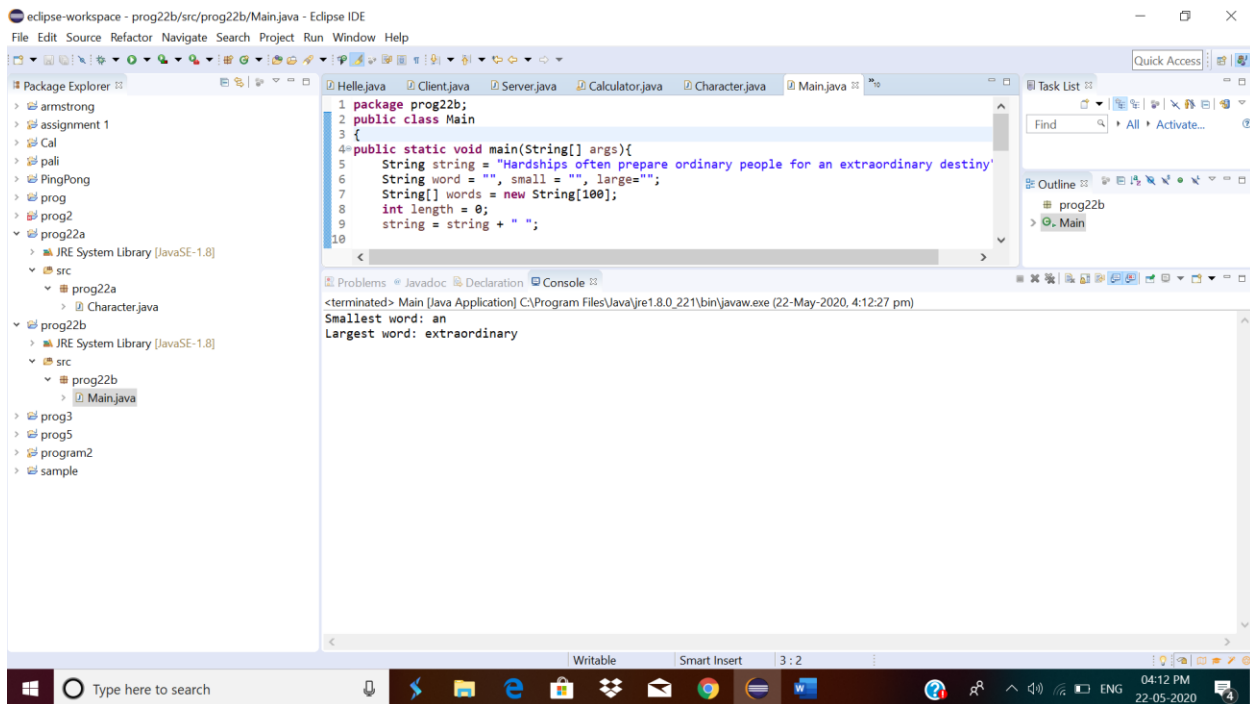 eclipse-workspace - prog22b/src/prog22b/Main.java - Eclipse IDE
File Edit Source Refactor Navigate Search Project Run Window Help
Quick Access
Package Explorer
armstrong
assignment 1
Cal
pali
PingPong
prog
prog2
prog22a
JRE System Library [JavaSE-1.8]
src
prog22a
Character.java
prog22b
JRE System Library [JavaSE-1.8]
src
prog22b
Main.java
prog3
prog5
program2
sample
Helle.java Client.java Server.java Calculator.java Character.java Main.java »10
1 package prog22b;
2 public class Main
3 {
4 public static void main(String[] args){
5 String string = "Hardships often prepare ordinary people for an extraordinary destiny"
6 String word = "", small = "", large="";
7 String[] words = new String[100];
8 int length = 0;
9 string = string + " ";
10
Task List
Find All Activate...
Outline
prog22b
Main
Problems Javadoc Declaration Console
<terminated> Main [Java Application] C:\Program Files\Java\jre1.8.0_221\bin\javaw.exe (22-May-2020, 4:12:27 pm)
Smallest word: an
Largest word: extraordinary
Writable Smart Insert 3 : 2
Type here to search
ENG
04:12 PM
22-05-2020
4